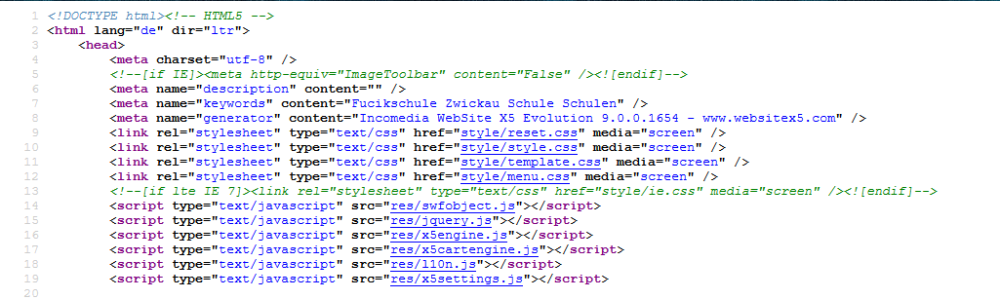 1 <!DOCTYPE html><!-- HTML5 -->
2 <html lang="de" dir="ltr">
3 <head>
4 <meta charset="utf-8" />
5 <!--[if IE]><meta http-equiv="ImageToolbar" content="False" /><![endif]-->
6 <meta name="description" content="" />
7 <meta name="keywords" content="Fucikschule Zwickau Schule Schulen" />
8 <meta name="generator" content="Incomedia WebSite X5 Evolution 9.0.0.1654 - www.websitex5.com" />
9 <link rel="stylesheet" type="text/css" href="style/reset.css" media="screen" />
10 <link rel="stylesheet" type="text/css" href="style/style.css" media="screen" />
11 <link rel="stylesheet" type="text/css" href="style/template.css" media="screen" />
12 <link rel="stylesheet" type="text/css" href="style/menu.css" media="screen" />
13 <!--[if lte IE 7]><link rel="stylesheet" type="text/css" href="style/ie.css" media="screen" /><![endif]-->
14 <script type="text/javascript" src="res/swfobject.js"></script>
15 <script type="text/javascript" src="res/jquery.js"></script>
16 <script type="text/javascript" src="res/x5engine.js"></script>
17 <script type="text/javascript" src="res/x5cartengine.js"></script>
18 <script type="text/javascript" src="res/l10n.js"></script>
19 <script type="text/javascript" src="res/x5settings.js"></script>
20